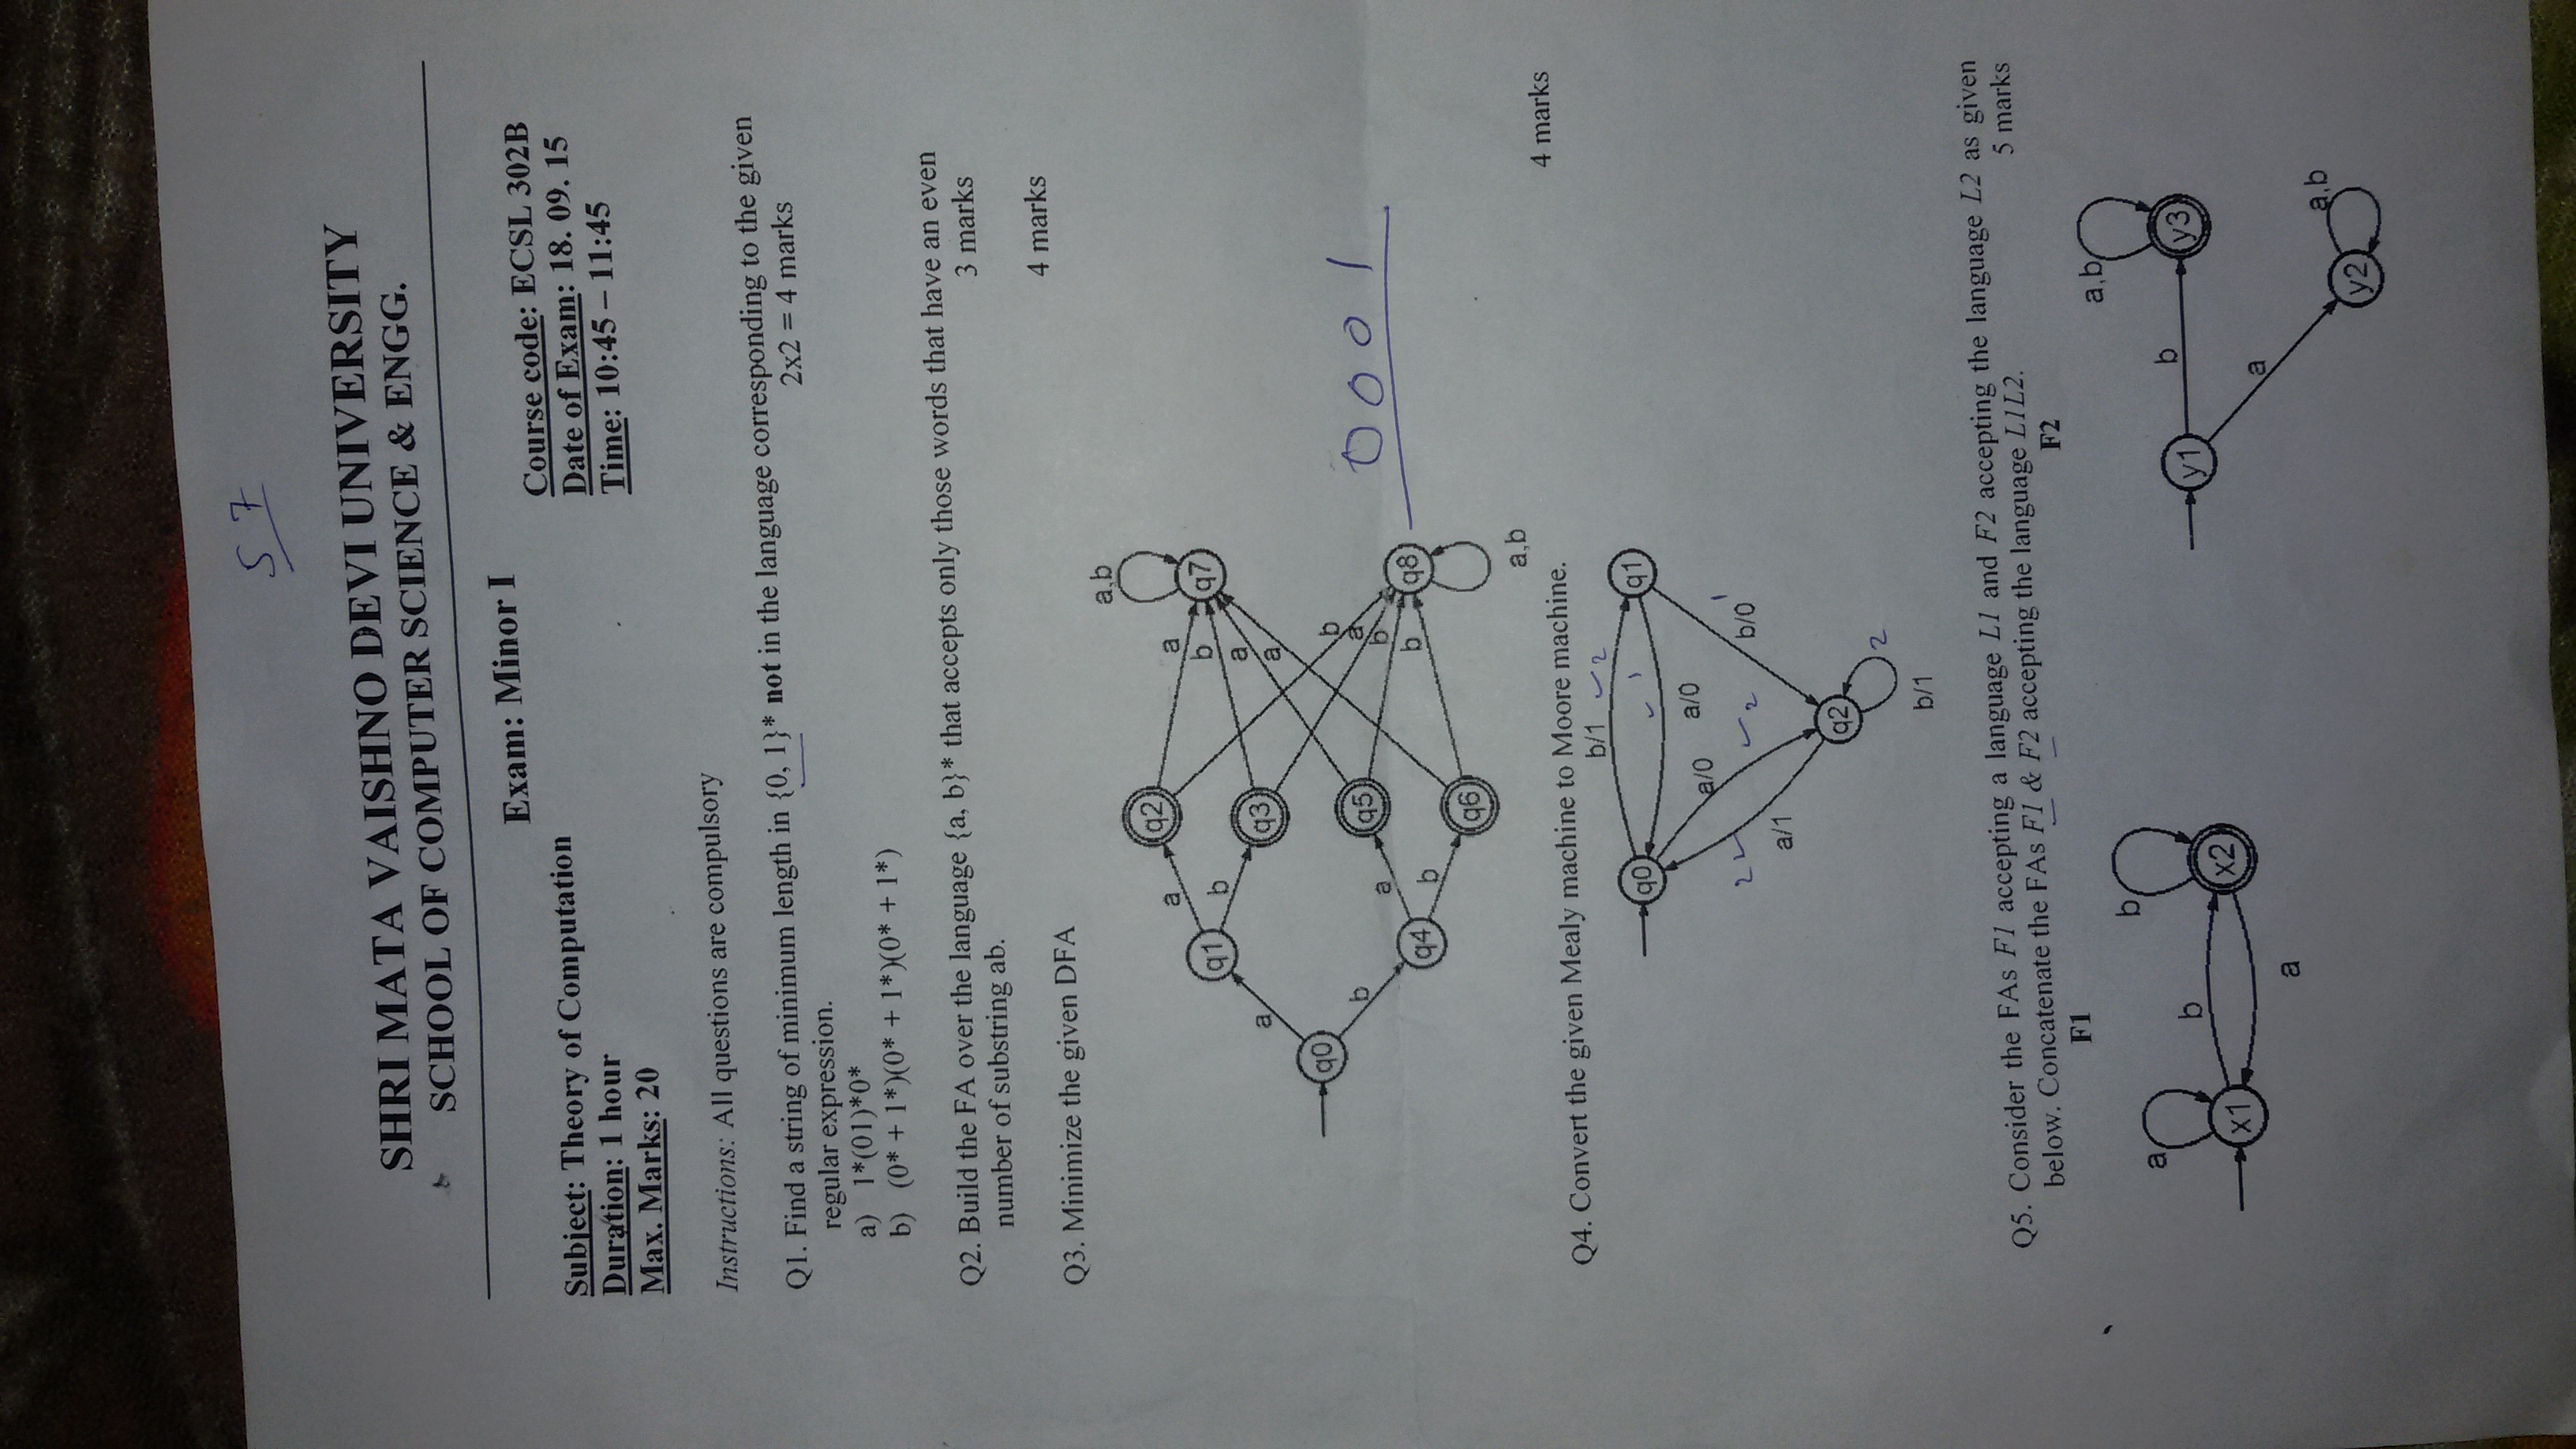 57
SHRI MATA VAISHNO DEVI UNIVERSITY
SCHOOL OF COMPUTER SCIENCE & ENGG.
Exam: Minor I
Subject: Theory of Computation
Course code: ECSL 302B
Duration: 1 hour
Date of Exam: 18. 09. 15
Max. Marks: 20
Time: 10:45 – 11:45
Instructions: All questions are compulsory
Q1. Find a string of minimum length in {0, 1}* not in the language corresponding to the given
regular expression. 2x2 = 4 marks
a) 1*(01)*0*
b) (0* + 1*)(0* + 1*)(0* + 1*)
Q2. Build the FA over the language {a, b}* that accepts only those words that have an even
number of substring ab. 3 marks
Q3. Minimize the given DFA 4 marks
a,b
q2
a
a
q7
q1
b
b
q3
a
a
a
q0
b
b
a
0001
q5
b
a
q8
q4
b
b
q6
a,b
Q4. Convert the given Mealy machine to Moore machine. 4 marks
b/1 2
q0
q1
1
a/0
a/0
2
2
b/0 1
a/1
q2
2
b/1
Q5. Consider the FAs F1 accepting a language L1 and F2 accepting the language L2 as given
below. Concatenate the FAs F1 & F2 accepting the language L1L2. 5 marks
F1
F2
a
b
a,b
b
b
x1
x2
y1
y3
a
a
a,b
y2